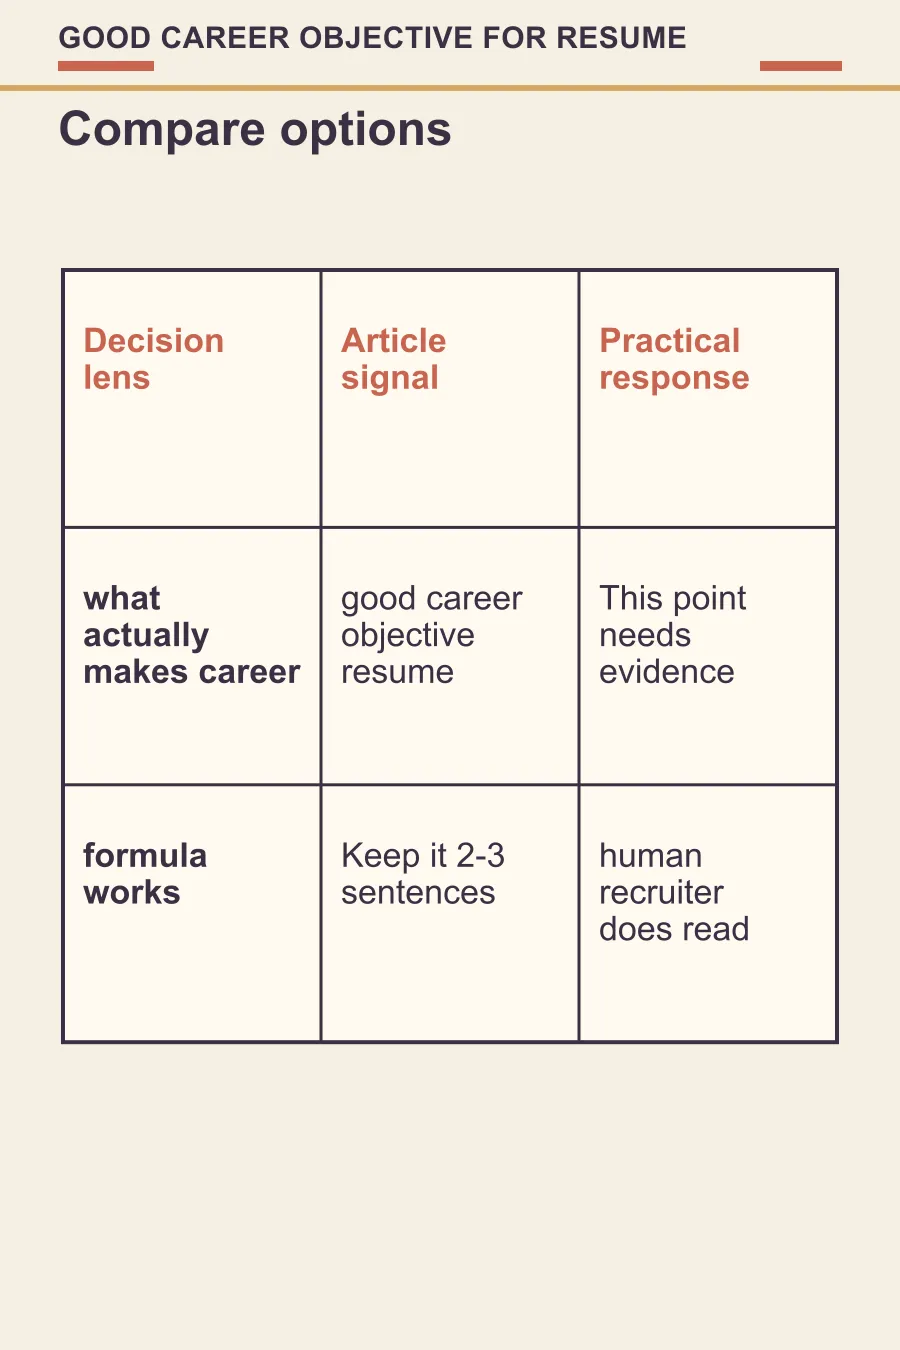 GOOD CAREER OBJECTIVE FOR RESUME
Compare options
Decision
lens
Article
signal
Practical
response
what
actually
makes career
good career
objective
resume
This point
needs
evidence
formula
works
Keep it 2-3
sentences
human
recruiter
does read